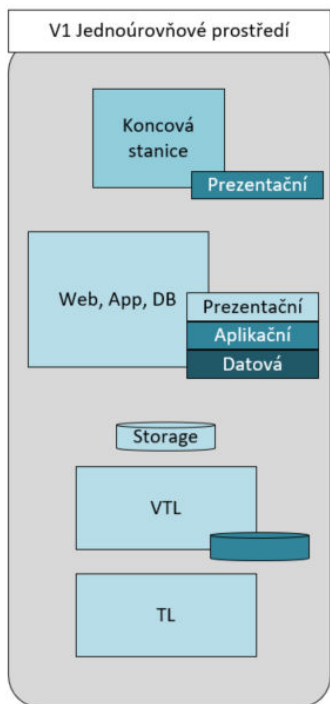 V1 Jednoúrovňové prostředí
Koncová
stanice
Prezentační
Web, App, DB
Prezentační
Aplikační
Datová
Storage
VTL
TL